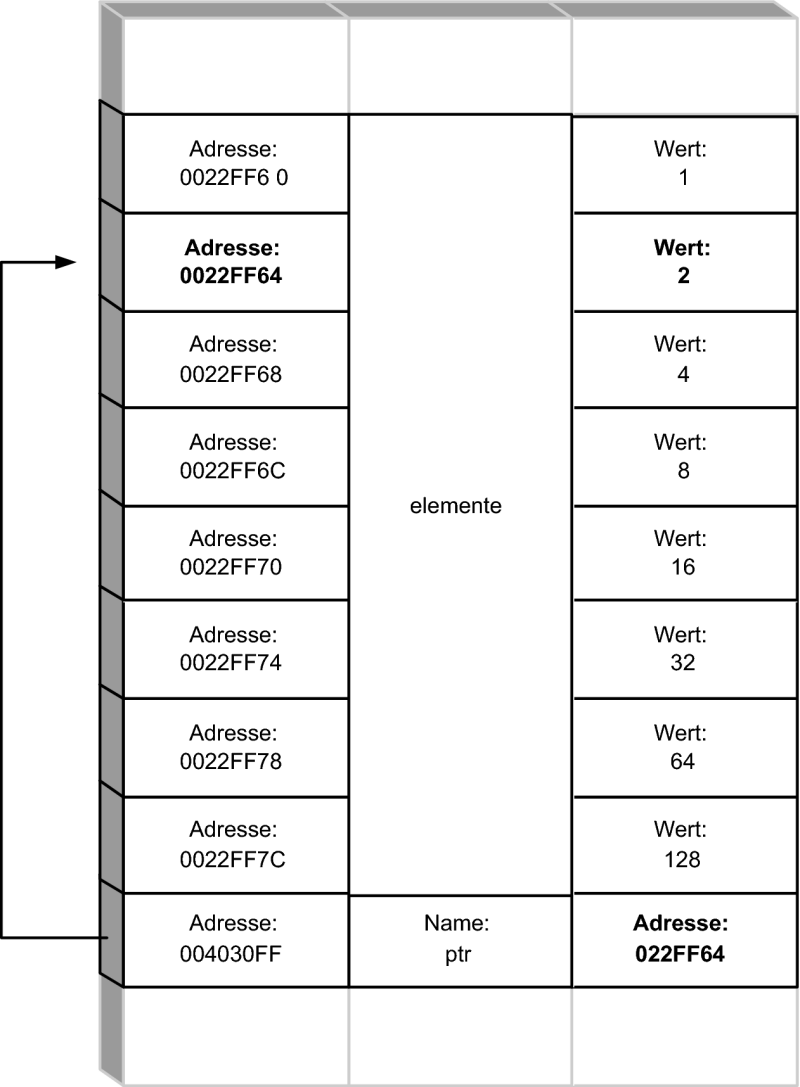 Adresse:
0022FF6 0
Wert:
1
Adresse:
0022FF64
Wert:
2
Adresse:
0022FF68
Wert:
4
Adresse:
0022FF6C
elemente
Wert:
8
Adresse:
0022FF70
Wert:
16
Adresse:
0022FF74
Wert:
32
Adresse:
0022FF78
Wert:
64
Adresse:
0022FF7C
Wert:
128
Adresse:
004030FF
Name:
ptr
Adresse:
022FF64